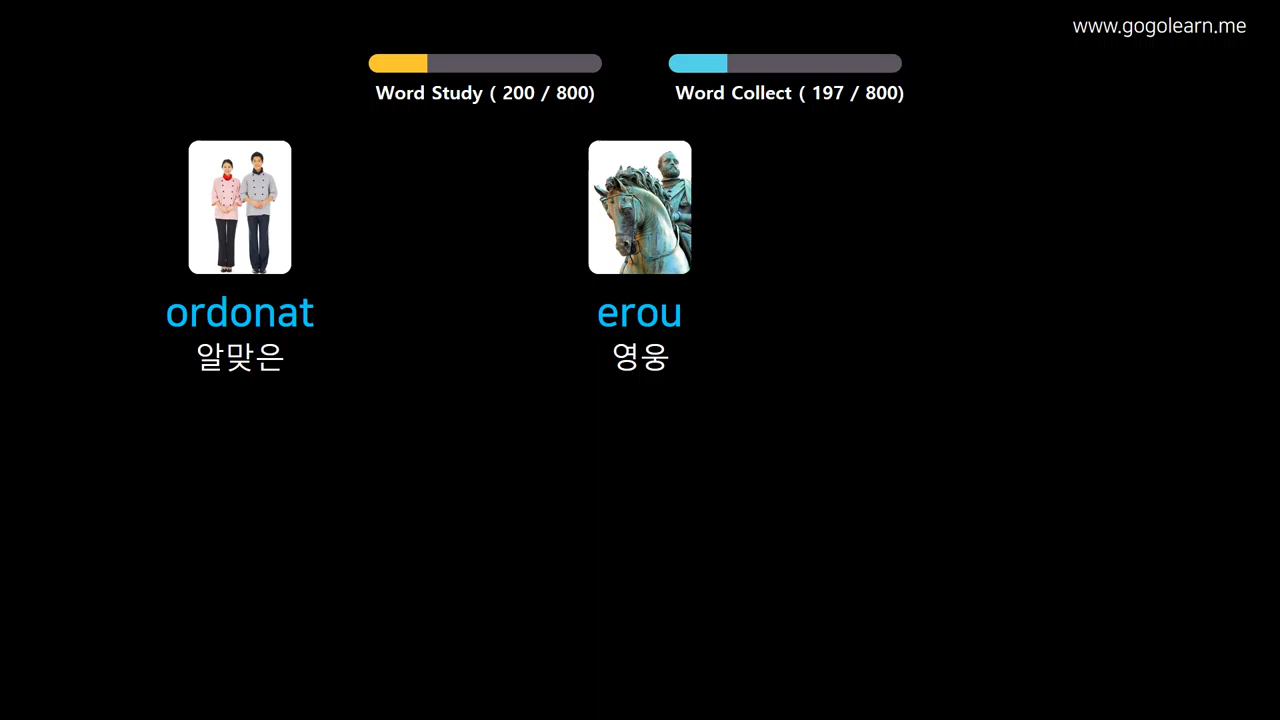 www.gogolearn.me
Word Study ( 200 / 800)
Word Collect ( 197 / 800)
ordonat
알맞은
erou
영웅